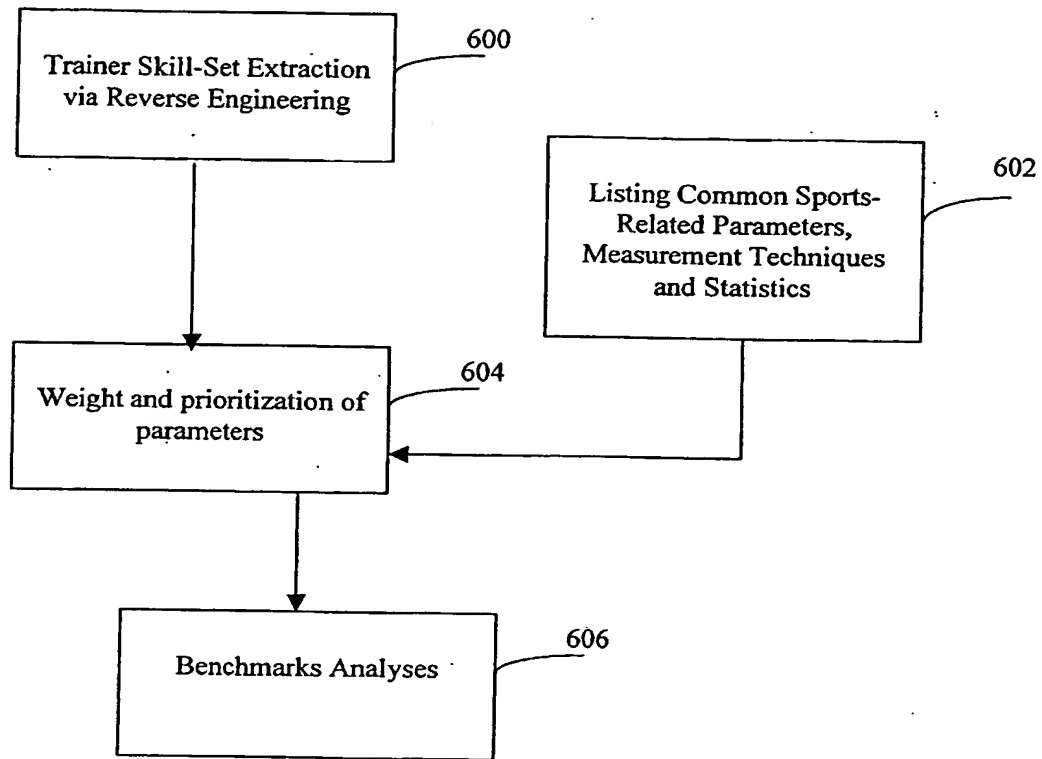 600
Trainer Skill-Set Extraction
via Reverse Engineering
602
Listing Common Sports-
Related Parameters,
Measurement Techniques
and Statistics
604
Weight and prioritization of
parameters
606
Benchmarks Analyses